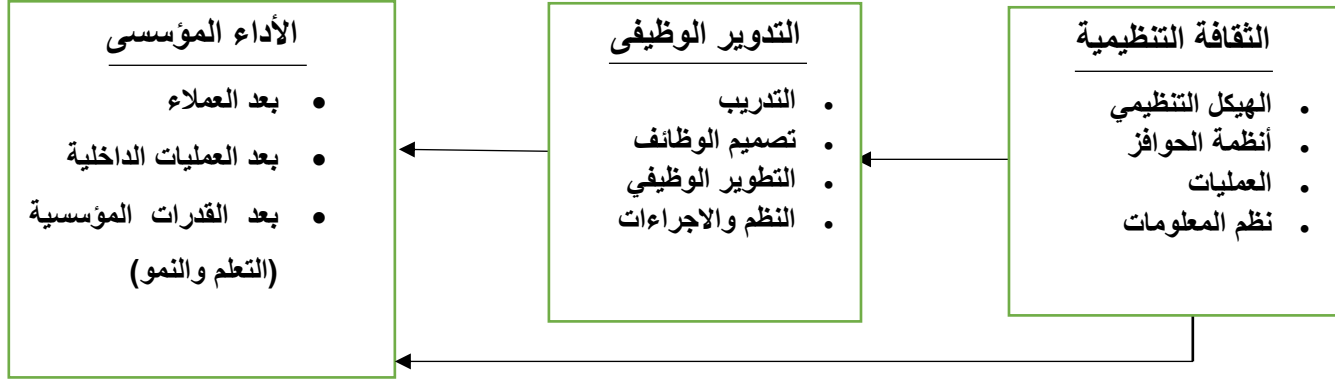 الثقافة التنظيمية
• الهيكل التنظيمي
• أنظمة الحوافز
• العمليات
• نظم المعلومات
التدوير الوظيفى
• التدريب
• تصميم الوظائف
• التطوير الوظيفي
• النظم والاجراءات
الأداء المؤسسى
• بعد العملاء
• بعد العمليات الداخلية
• بعد القدرات المؤسسية
(التعلم والنمو)